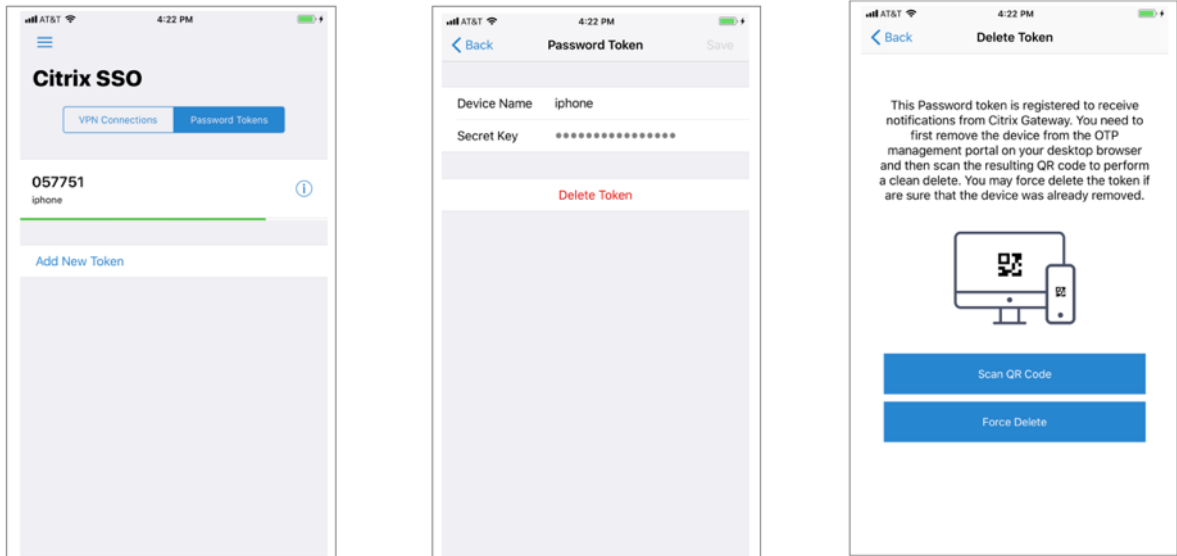 AT&T 4:22 PM
Citrix SSO
VPN Connections Password Tokens
057751
iphone
Add New Token
AT&T 4:22 PM
Back Password Token Save
Device Name iphone
Secret Key ●●●●●●●●●●●●●●●●
Delete Token
AT&T 4:22 PM
Back Delete Token
This Password token is registered to receive
notifications from Citrix Gateway. You need to
first remove the device from the OTP
management portal on your desktop browser
and then scan the resulting QR code to perform
a clean delete. You may force delete the token if
are sure that the device was already removed.
Scan QR Code
Force Delete